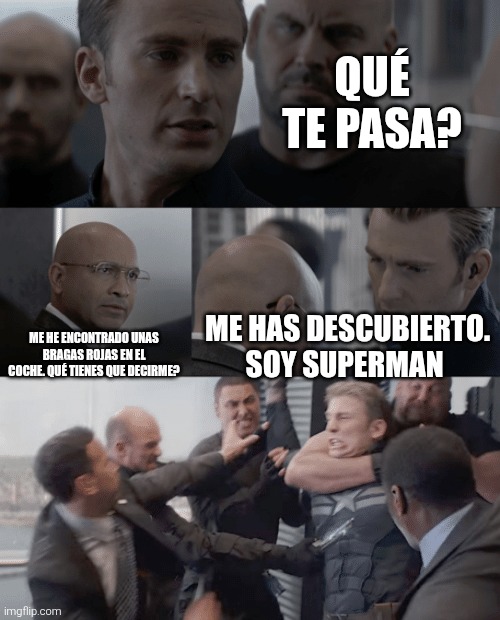 QUÉ
TE PASA?
ME HE ENCONTRADO UNAS
BRAGAS ROJAS EN EL
COCHE. QUÉ TIENES QUE DECIRME?
ME HAS DESCUBIERTO.
SOY SUPERMAN
imgflip.com